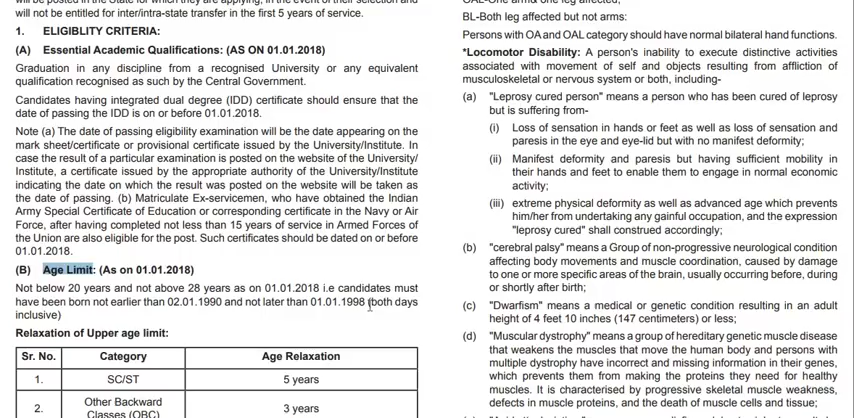 will be posted in the State for which they are applying, in the event of their selection and
will not be entitled for inter/intra-state transfer in the first 5 years of service.
1. ELIGIBLITY CRITERIA:
(A) Essential Academic Qualifications: (AS ON 01.01.2018)
Graduation in any discipline from a recognised University or any equivalent
qualification recognised as such by the Central Government.
Candidates having integrated dual degree (IDD) certificate should ensure that the
date of passing the IDD is on or before 01.01.2018.
Note (a) The date of passing eligibility examination will be the date appearing on the
mark sheet/certificate or provisional certificate issued by the University/Institute. In
case the result of a particular examination is posted on the website of the University/
Institute, a certificate issued by the appropriate authority of the University/Institute
indicating the date on which the result was posted on the website will be taken as
the date of passing. (b) Matriculate Ex-servicemen, who have obtained the Indian
Army Special Certificate of Education or corresponding certificate in the Navy or Air
Force, after having completed not less than 15 years of service in Armed Forces of
the Union are also eligible for the post. Such certificates should be dated on or before
01.01.2018.
(B) Age Limit: (As on 01.01.2018)
Not below 20 years and not above 28 years as on 01.01.2018 i.e candidates must
have been born not earlier than 02.01.1990 and not later than 01.01.1998 (both days
inclusive)
Relaxation of Upper age limit:
Sr. No. Category Age Relaxation
1. SC/ST 5 years
2. Other Backward Classes (OBC) 3 years
OAL-One arm& one leg affected;
BL-Both leg affected but not arms:
Persons with OA and OAL category should have normal bilateral hand functions.
*Locomotor Disability: A person's inability to execute distinctive activities
associated with movement of self and objects resulting from affliction of
musculoskeletal or nervous system or both, including-
(a) "Leprosy cured person" means a person who has been cured of leprosy
but is suffering from-
(i) Loss of sensation in hands or feet as well as loss of sensation and
paresis in the eye and eye-lid but with no manifest deformity;
(ii) Manifest deformity and paresis but having sufficient mobility in
their hands and feet to enable them to engage in normal economic
activity;
(iii) extreme physical deformity as well as advanced age which prevents
him/her from undertaking any gainful occupation, and the expression
"leprosy cured" shall construed accordingly;
(b) "cerebral palsy" means a Group of non-progressive neurological condition
affecting body movements and muscle coordination, caused by damage
to one or more specific areas of the brain, usually occurring before, during
or shortly after birth;
(c) "Dwarfism" means a medical or genetic condition resulting in an adult
height of 4 feet 10 inches (147 centimeters) or less;
(d) "Muscular dystrophy" means a group of hereditary genetic muscle disease
that weakens the muscles that move the human body and persons with
multiple dystrophy have incorrect and missing information in their genes,
which prevents them from making the proteins they need for healthy
muscles. It is characterised by progressive skeletal muscle weakness,
defects in muscle proteins, and the death of muscle cells and tissue;